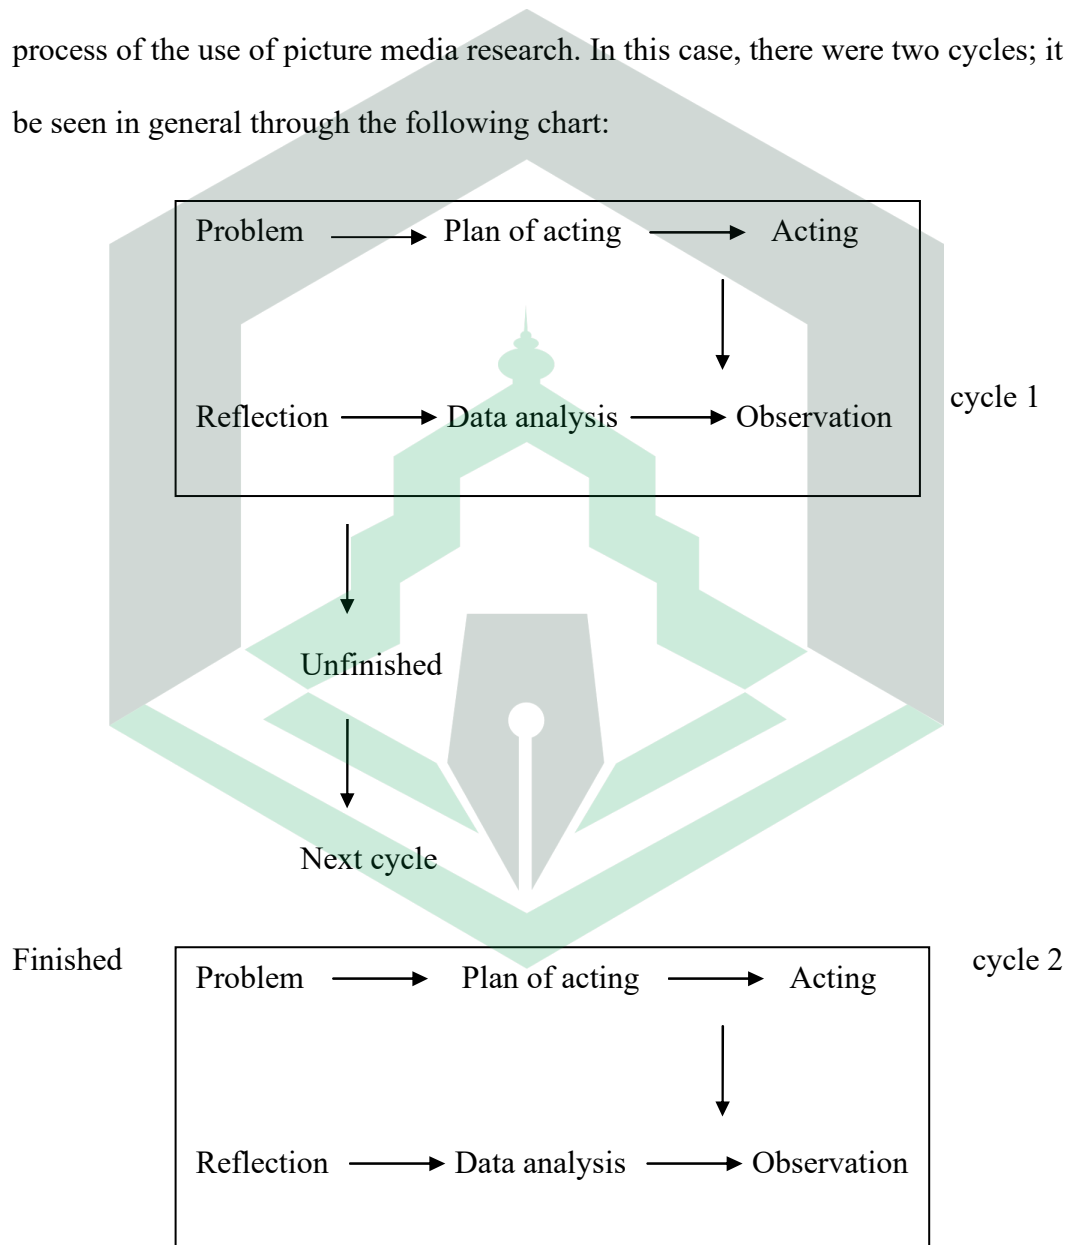 process of the use of picture media research. In this case, there were two cycles; it
be seen in general through the following chart:
Problem Plan of acting Acting
Reflection Data analysis Observation
cycle 1
Unfinished
Next cycle
Finished
cycle 2
Problem Plan of acting Acting
Reflection Data analysis Observation